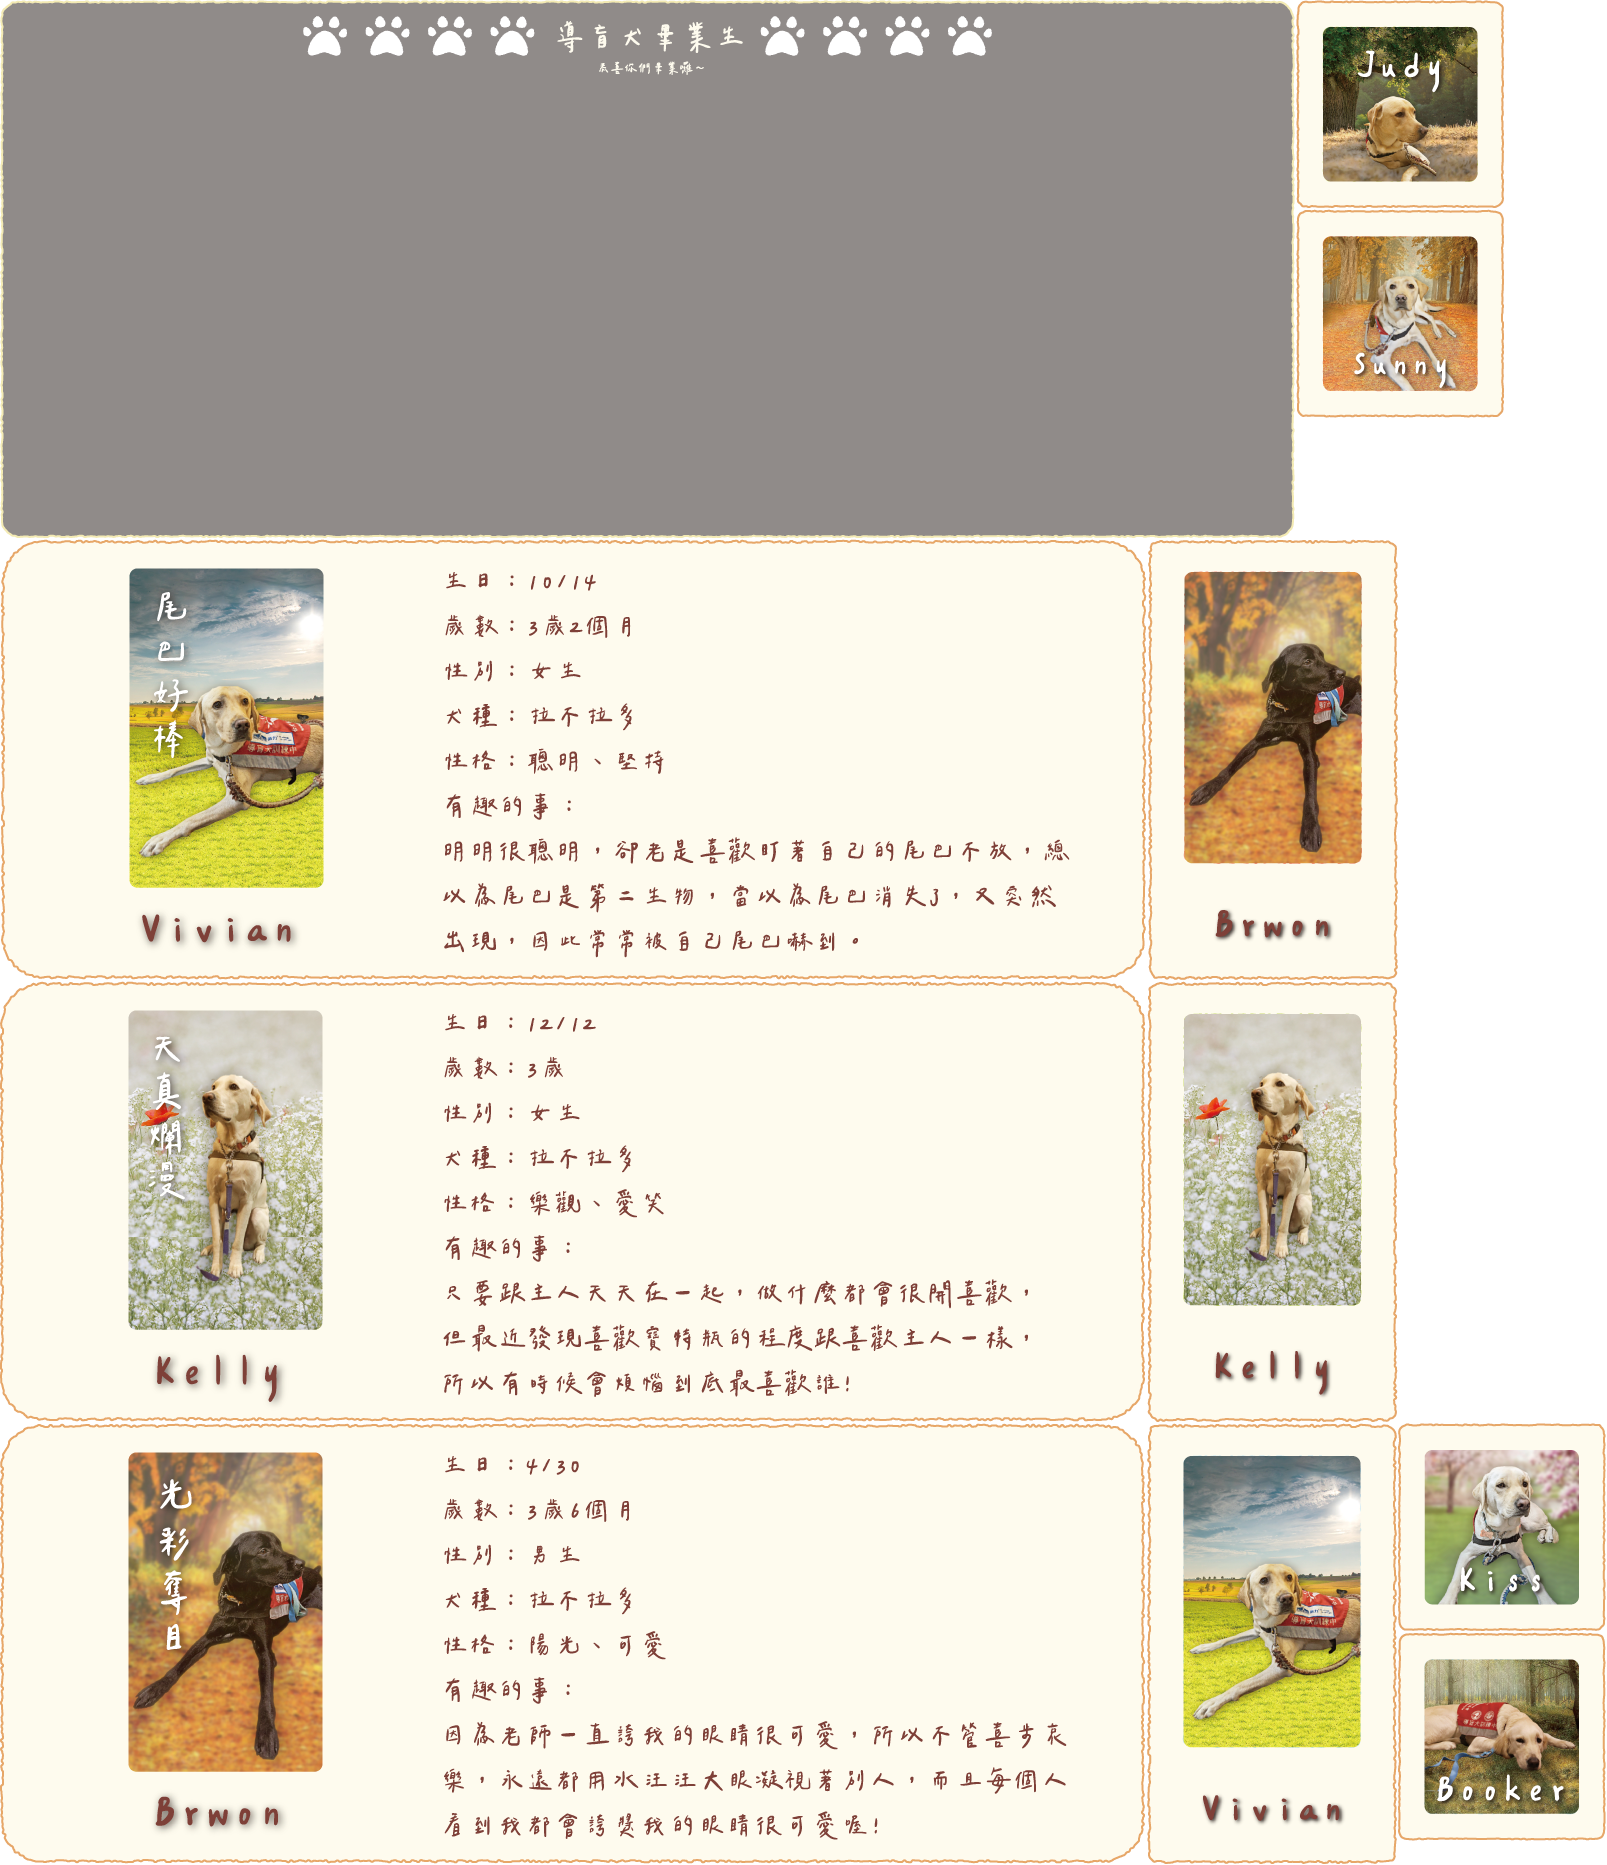 導盲犬畢業生
恭喜你們畢業囉～
Judy
Sunny
尾巴好棒
Vivian
生日：10/14
歲數：3歲2個月
性別：女生
犬種：拉不拉多
性格：聰明、堅持
有趣的事：
明明很聰明，卻老是喜歡盯著自己的尾巴不放，總
以為尾巴是第二生物，當以為尾巴消失了，又突然
出現，因此常常被自己尾巴嚇到。
Brwon
天真爛漫
Kelly
生日：12/12
歲數：3歲
性別：女生
犬種：拉不拉多
性格：樂觀、愛笑
有趣的事：
只要跟主人天天在一起，做什麼都會很開喜歡，
但最近發現喜歡寶特瓶的程度跟喜歡主人一樣，
所以有時候會煩惱到底最喜歡誰！
Kelly
光彩奪目
Brwon
生日：4/30
歲數：3歲6個月
性別：男生
犬種：拉不拉多
性格：陽光、可愛
有趣的事：
因為老師一直誇我的眼睛很可愛，所以不管喜步哀
樂，永遠都用水汪汪大眼凝視著別人，而且每個人
看到我都會誇獎我的眼睛很可愛喔！
Vivian
Kiss
Booker